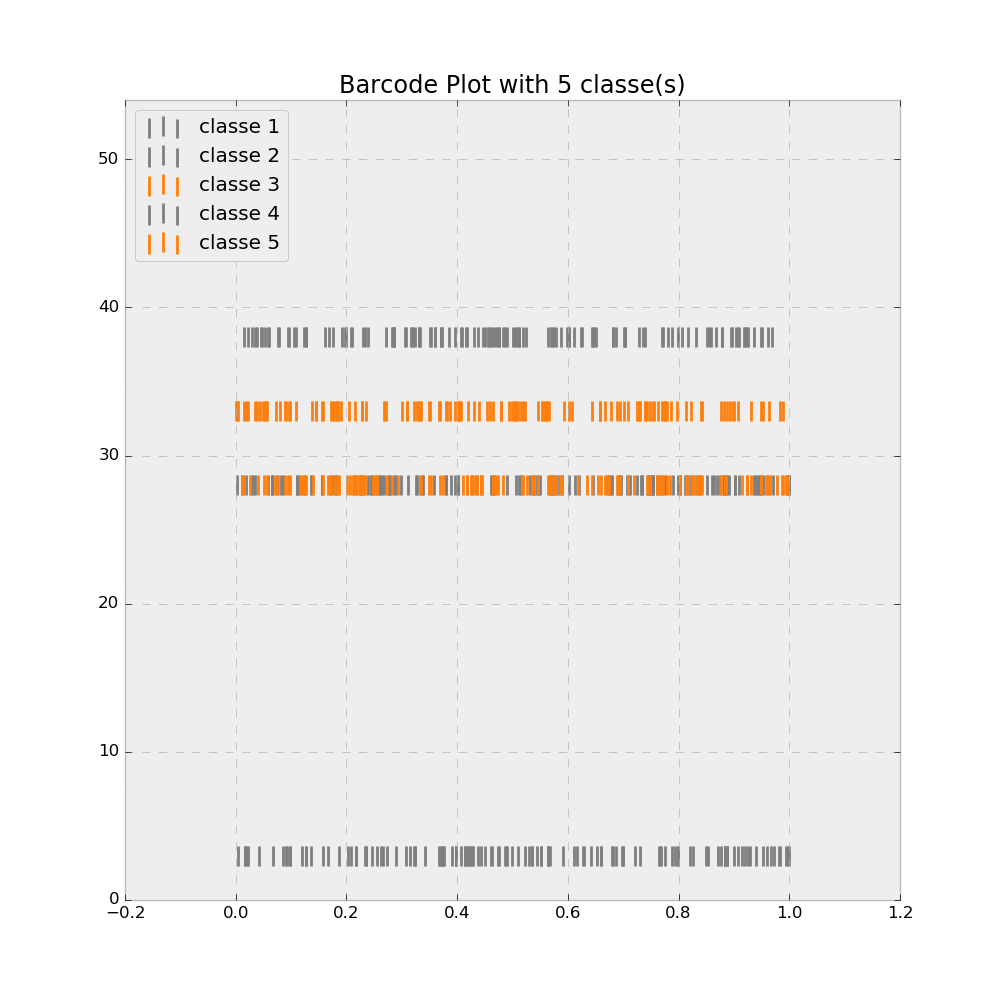 Barcode Plot with 5 classe(s)
classe 1
classe 2
classe 3
classe 4
classe 5
50
40
30
20
10
0
−0.2 0.0 0.2 0.4 0.6 0.8 1.0 1.2